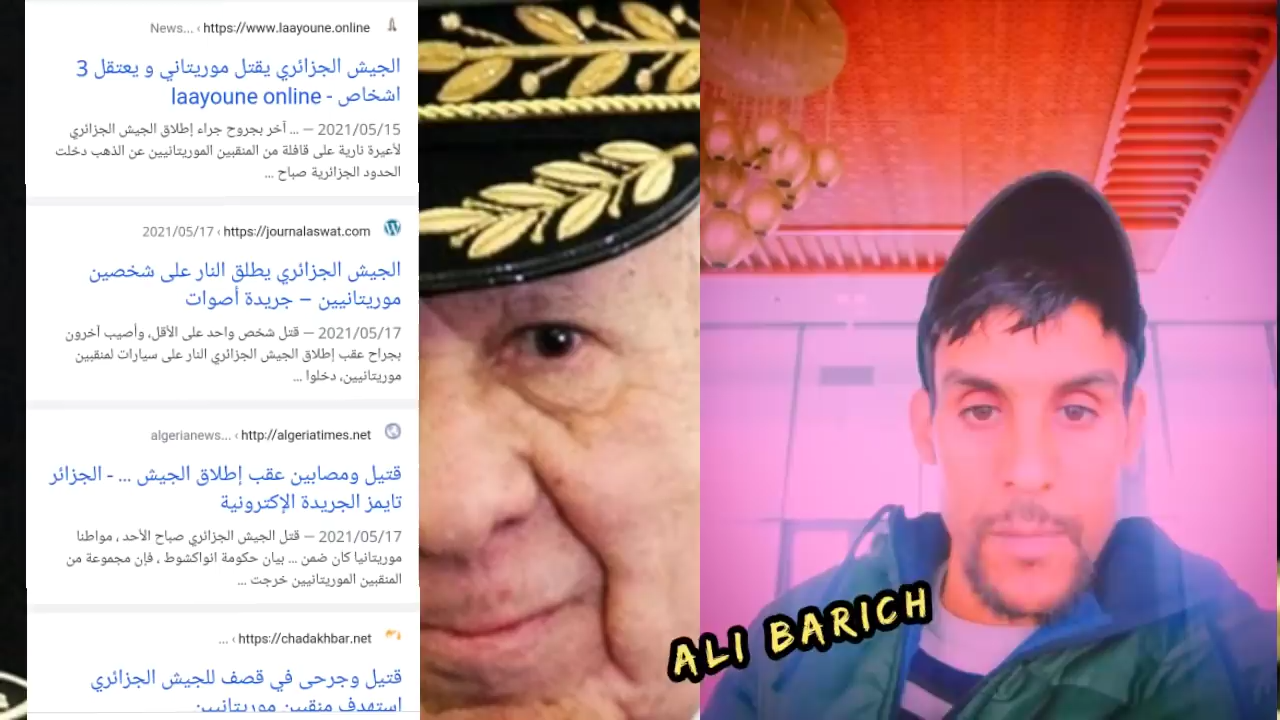 https://www.laayoune.online › News...
الجيش الجزائري يقتل موريتاني و يعتقل 3
اشخاص - laayoune online
2021/05/15 — ... آخر بجروح جراء إطلاق الجيش الجزائري
لأعيرة نارية على قافلة من المنقبين الموريتانيين عن الذهب دخلت
الحدود الجزائرية صباح ...
https://journalaswat.com › 2021/05/17
الجيش الجزائري يطلق النار على شخصين
موريتانيين – جريدة أصوات
2021/05/17 — قتل شخص واحد على الأقل، وأصيب آخرون
بجراح عقب إطلاق الجيش الجزائري النار على سيارات لمنقبين
موريتانيين، دخلوا ...
http://algeriatimes.net › algerianews...
قتيل ومصابين عقب إطلاق الجيش ... - الجزائر
تايمز الجريدة الإكترونية
2021/05/17 — قتل الجيش الجزائري صباح الأحد ، مواطنا
موريتانيا كان ضمن ... بيان حكومة انواكشوط ، فإن مجموعة من
المنقبين الموريتانيين خرجت ...
https://chadakhbar.net › ...
قتيل وجرحى في قصف للجيش الجزائري
استهدف منقبين موريتانيين
ALI BARICH